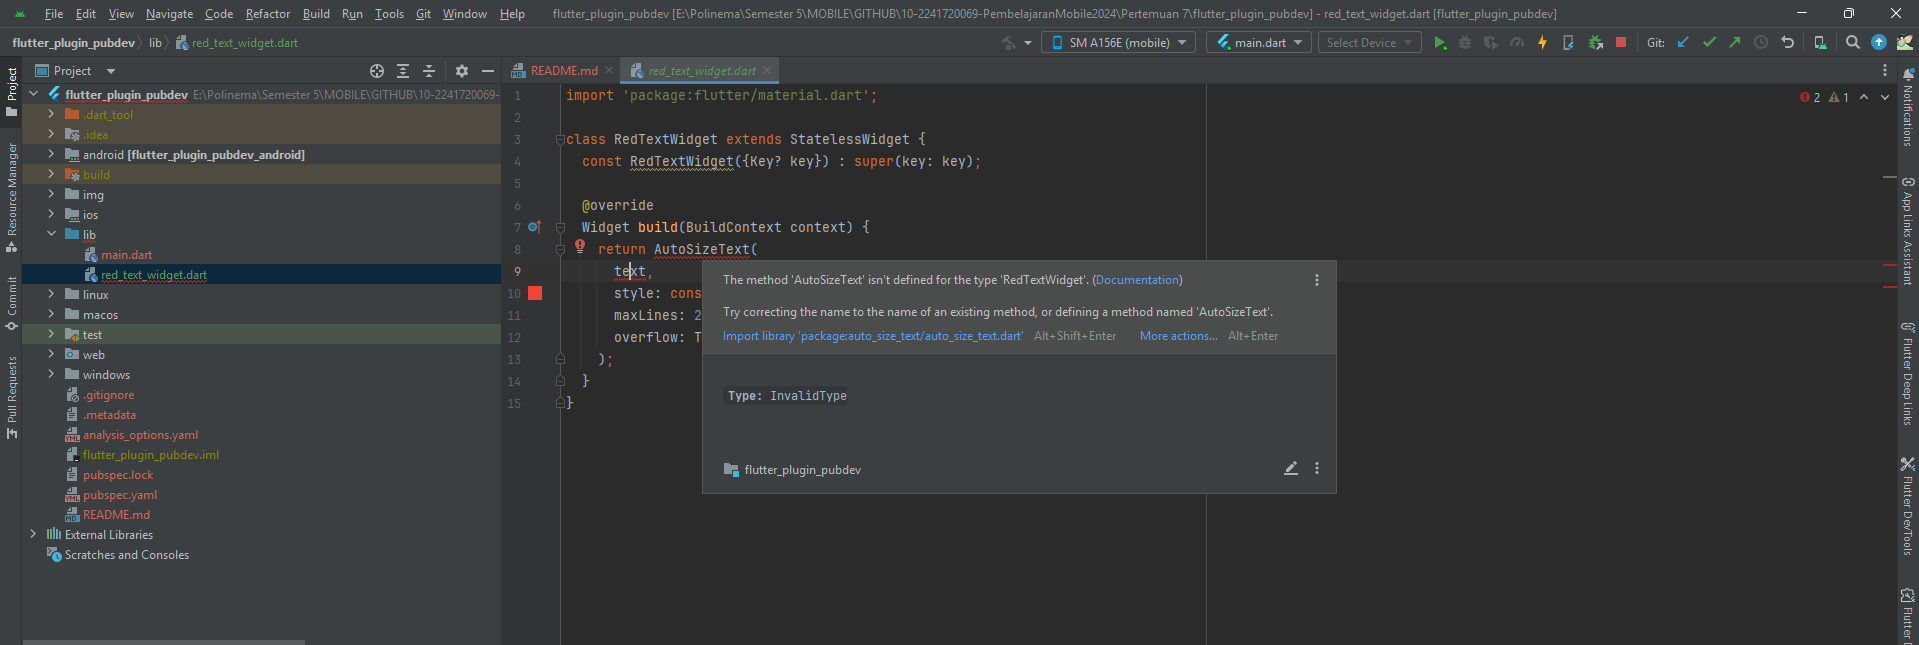 File Edit View Navigate Code Refactor Build Run Tools Git Window Help flutter_plugin_pubdev [E:\Polinema\Semester 5\MOBILE\GITHUB\10-2241720069-PembelajaranMobile2024\Pertemuan 7\flutter_plugin_pubdev] - red_text_widget.dart [flutter_plugin_pubdev]
flutter_plugin_pubdev lib red_text_widget.dart SM A156E (mobile) main.dart Select Device Git:
Project
README.md red_text_widget.dart
Project
Resource Manager
Commit
Pull Requests
flutter_plugin_pubdev E:\Polinema\Semester 5\MOBILE\GITHUB\10-2241720069-
.dart_tool
.idea
android [flutter_plugin_pubdev_android]
build
img
ios
lib
main.dart
red_text_widget.dart
linux
macos
test
web
windows
.gitignore
.metadata
analysis_options.yaml
flutter_plugin_pubdev.iml
pubspec.lock
pubspec.yaml
README.md
External Libraries
Scratches and Consoles
1 import 'package:flutter/material.dart';
2
3 class RedTextWidget extends StatelessWidget {
4 const RedTextWidget({Key? key}) : super(key: key);
5
6 @override
7 Widget build(BuildContext context) {
8 return AutoSizeText(
9 text,
10 style: cons
11 maxLines: 2
12 overflow: T
13 );
14 }
15 }
2 1
The method 'AutoSizeText' isn't defined for the type 'RedTextWidget'. (Documentation)
Try correcting the name to the name of an existing method, or defining a method named 'AutoSizeText'.
Import library 'package:auto_size_text/auto_size_text.dart' Alt+Shift+Enter More actions... Alt+Enter
Type: InvalidType
flutter_plugin_pubdev
Notifications
App Links Assistant
Flutter Deep Links
Flutter DevTools